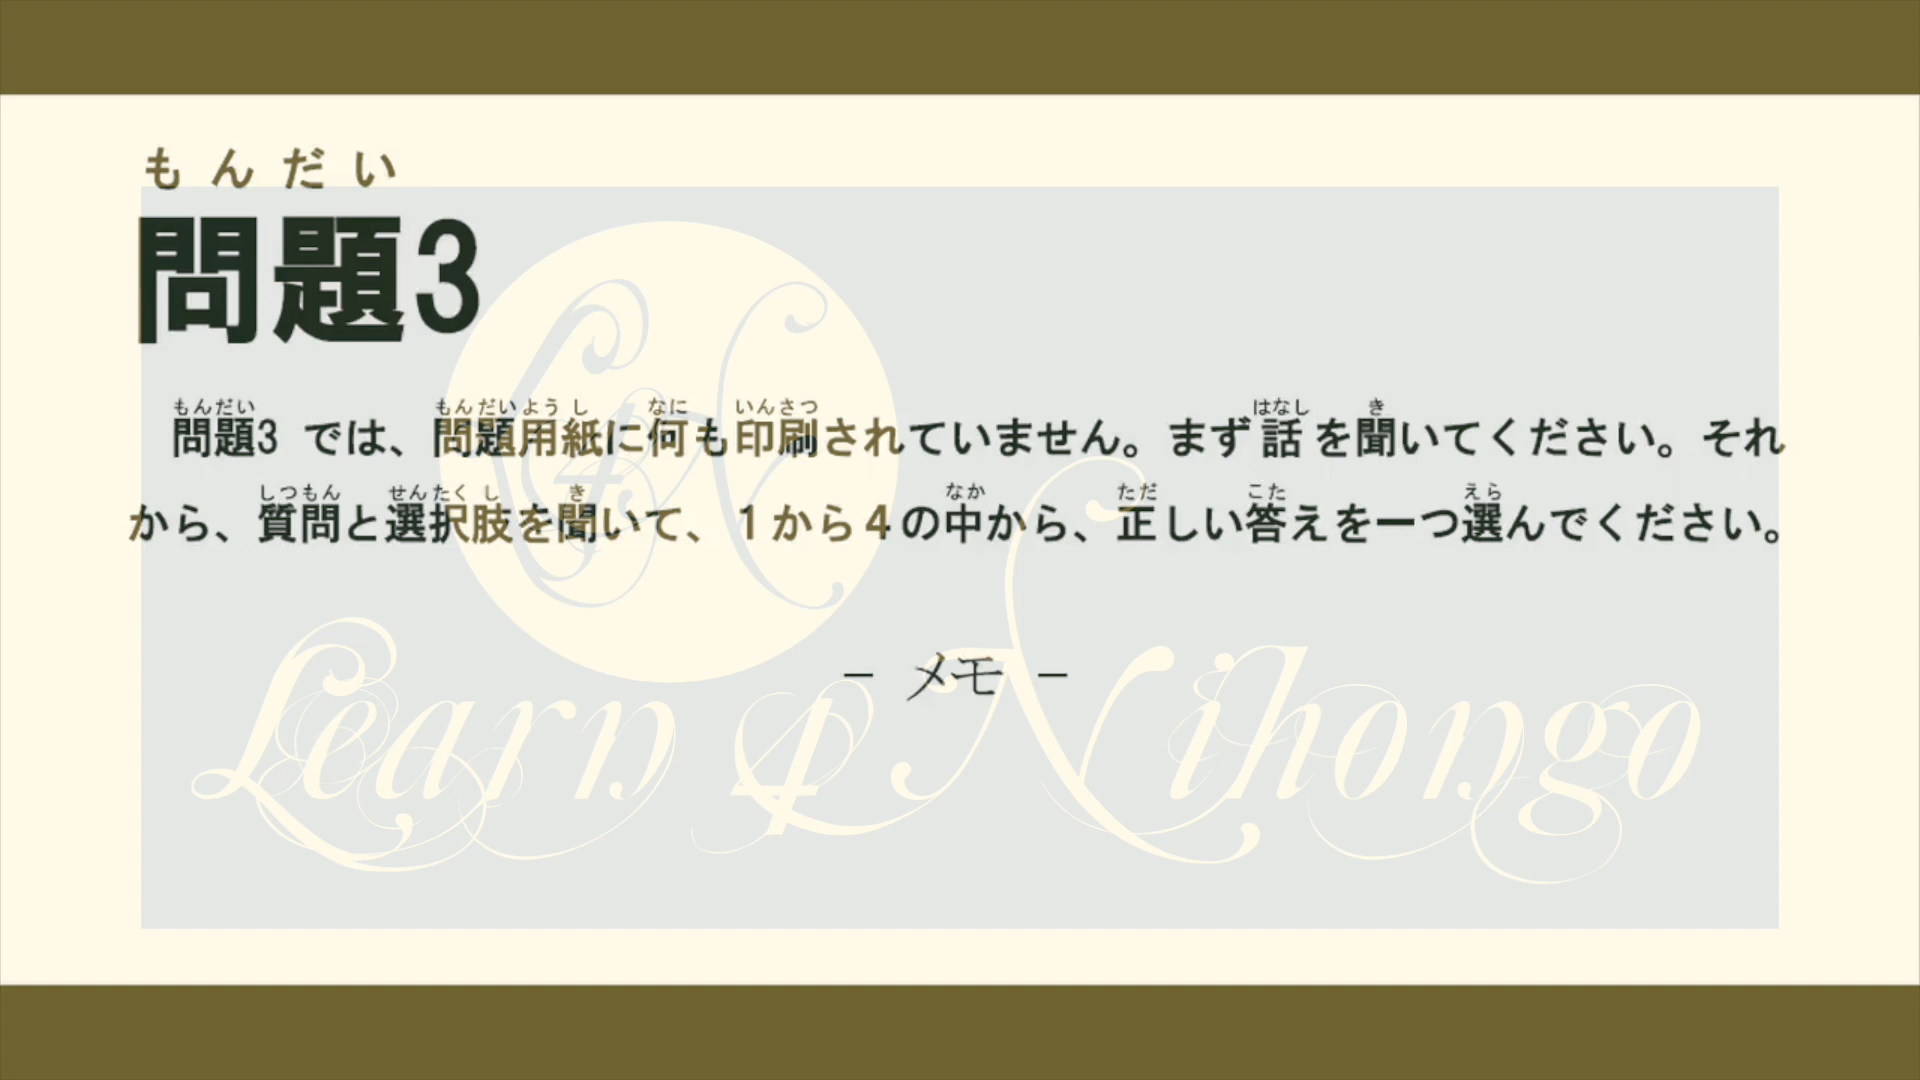 もんだい
問題3
もんだい もんだいようし なに いんさつ はなし き
問題3 では、問題用紙に何も印刷されていません。まず話を聞いてください。それ
しつもん せんたくし き なか ただ こた えら
から、質問と選択肢を聞いて、1から4の中から、正しい答えを一つ選んでください。
− メモ −
Learn 4 Nihongo